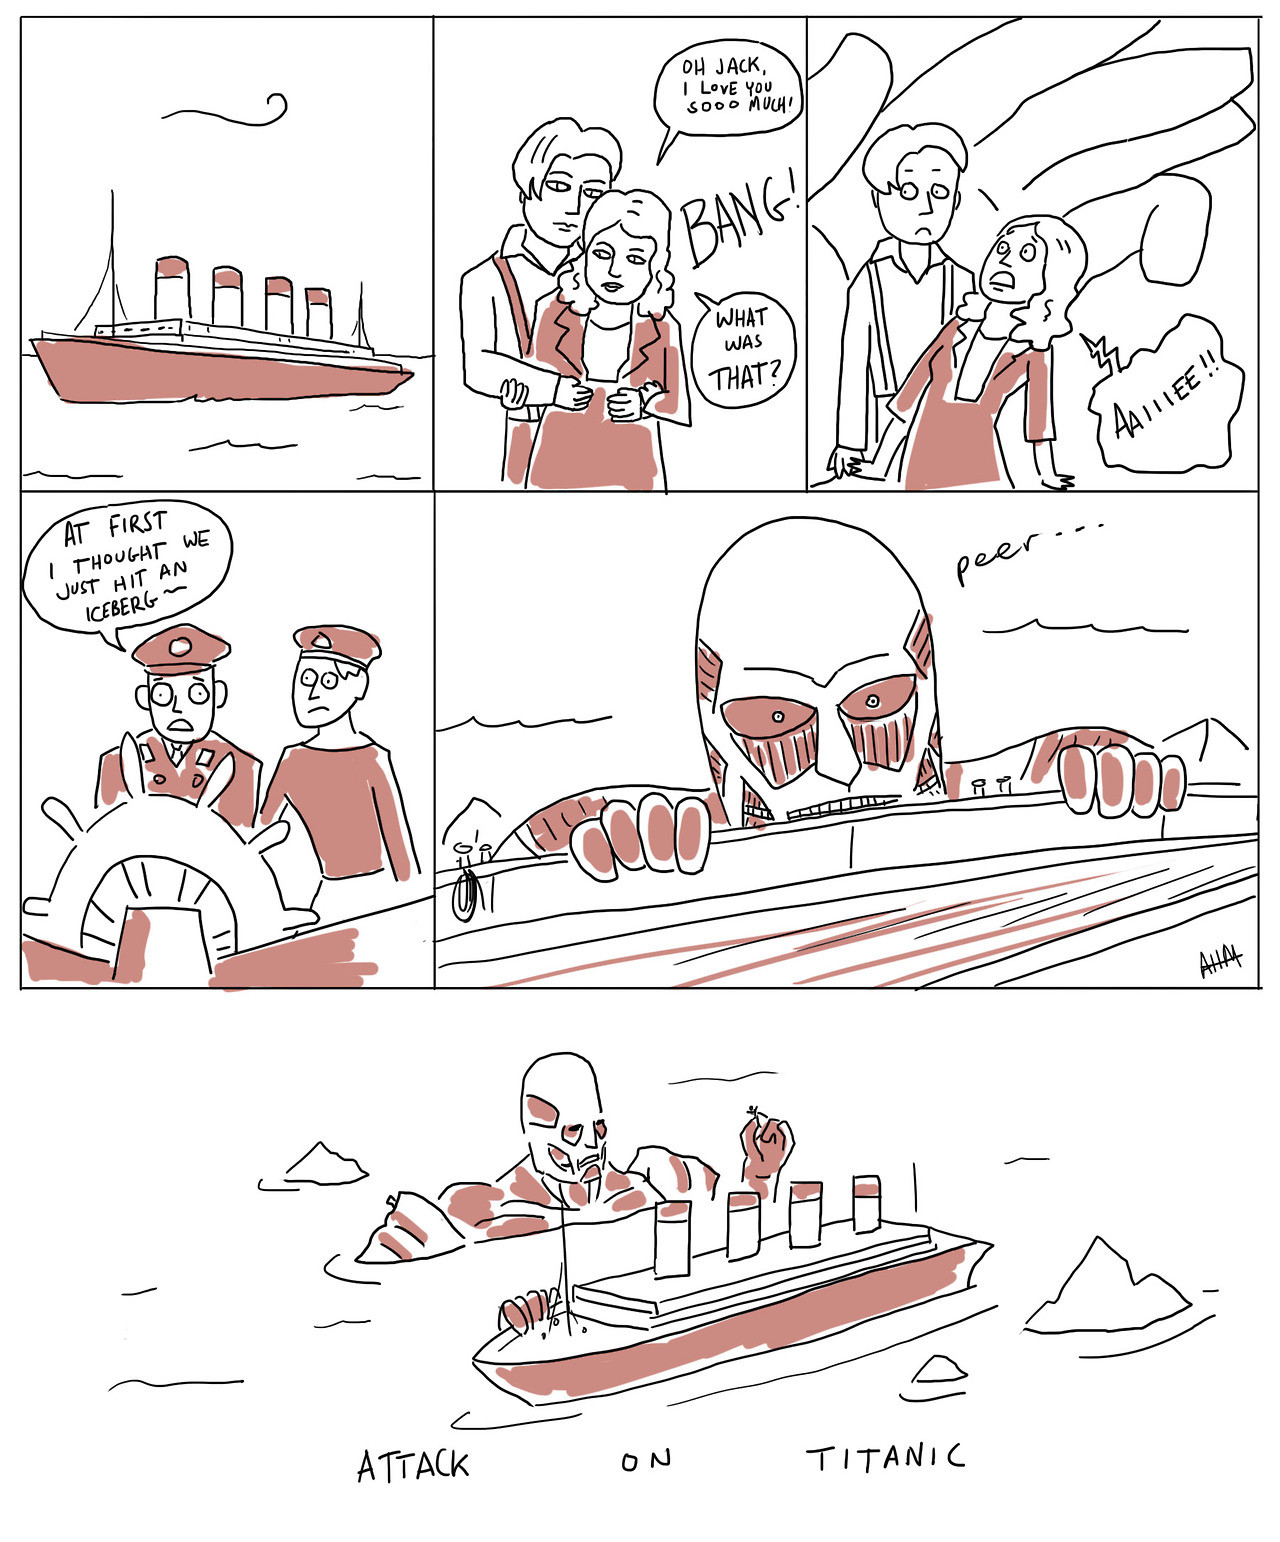 OH JACK,
I LOVE YOU
SOOO MUCH!
BANG!
WHAT
WAS
THAT?
AAIIIEE!!
AT FIRST
I THOUGHT WE
JUST HIT AN
ICEBERG~
peer....
AHM
ATTACK ON TITANIC